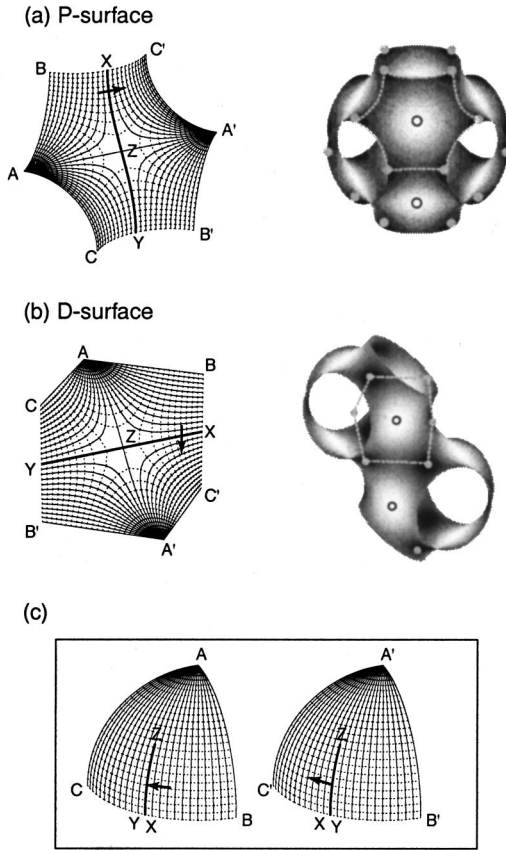 (a) P-surface
C'
X
B
A'
Z
A
B'
Y
C
(b) D-surface
A
B
C
Z
X
Y
C'
B'
A'
(c)
A
A'
Z
Z
C
C'
Y X
B
X Y
B'